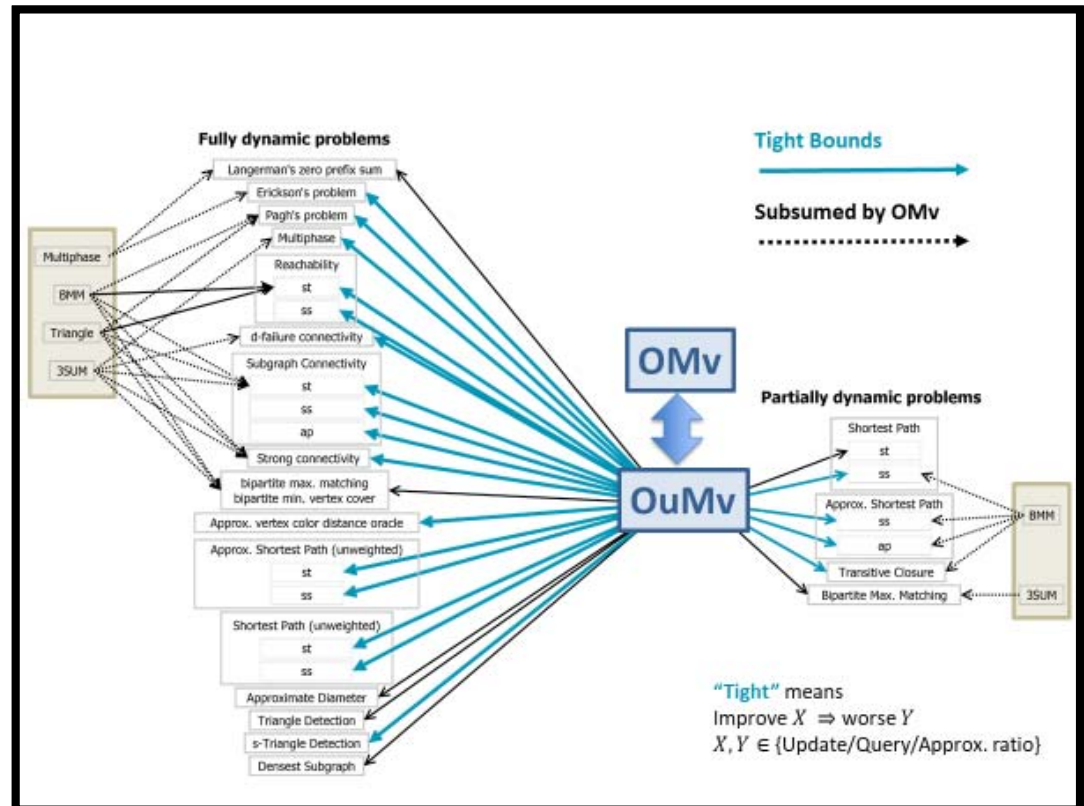 Fully dynamic problems
Langerman's zero prefix sum
Erickson's problem
Pagh's problem
Multiphase
Reachability
st
ss
d-failure connectivity
Subgraph Connectivity
st
ss
ap
Strong connectivity
bipartite max. matching
bipartite min. vertex cover
Approx. vertex color distance oracle
Approx. Shortest Path (unweighted)
st
ss
Shortest Path (unweighted)
st
ss
Approximate Diameter
Triangle Detection
s-Triangle Detection
Densest Subgraph
Multiphase
BMM
Triangle
3SUM
OMv
OuMv
Tight Bounds
Subsumed by OMv
Partially dynamic problems
Shortest Path
st
ss
Approx. Shortest Path
ss
ap
Transitive Closure
Bipartite Max. Matching
BMM
3SUM
“Tight” means
Improve X ⇒ worse Y
X, Y ∈ {Update/Query/Approx. ratio}